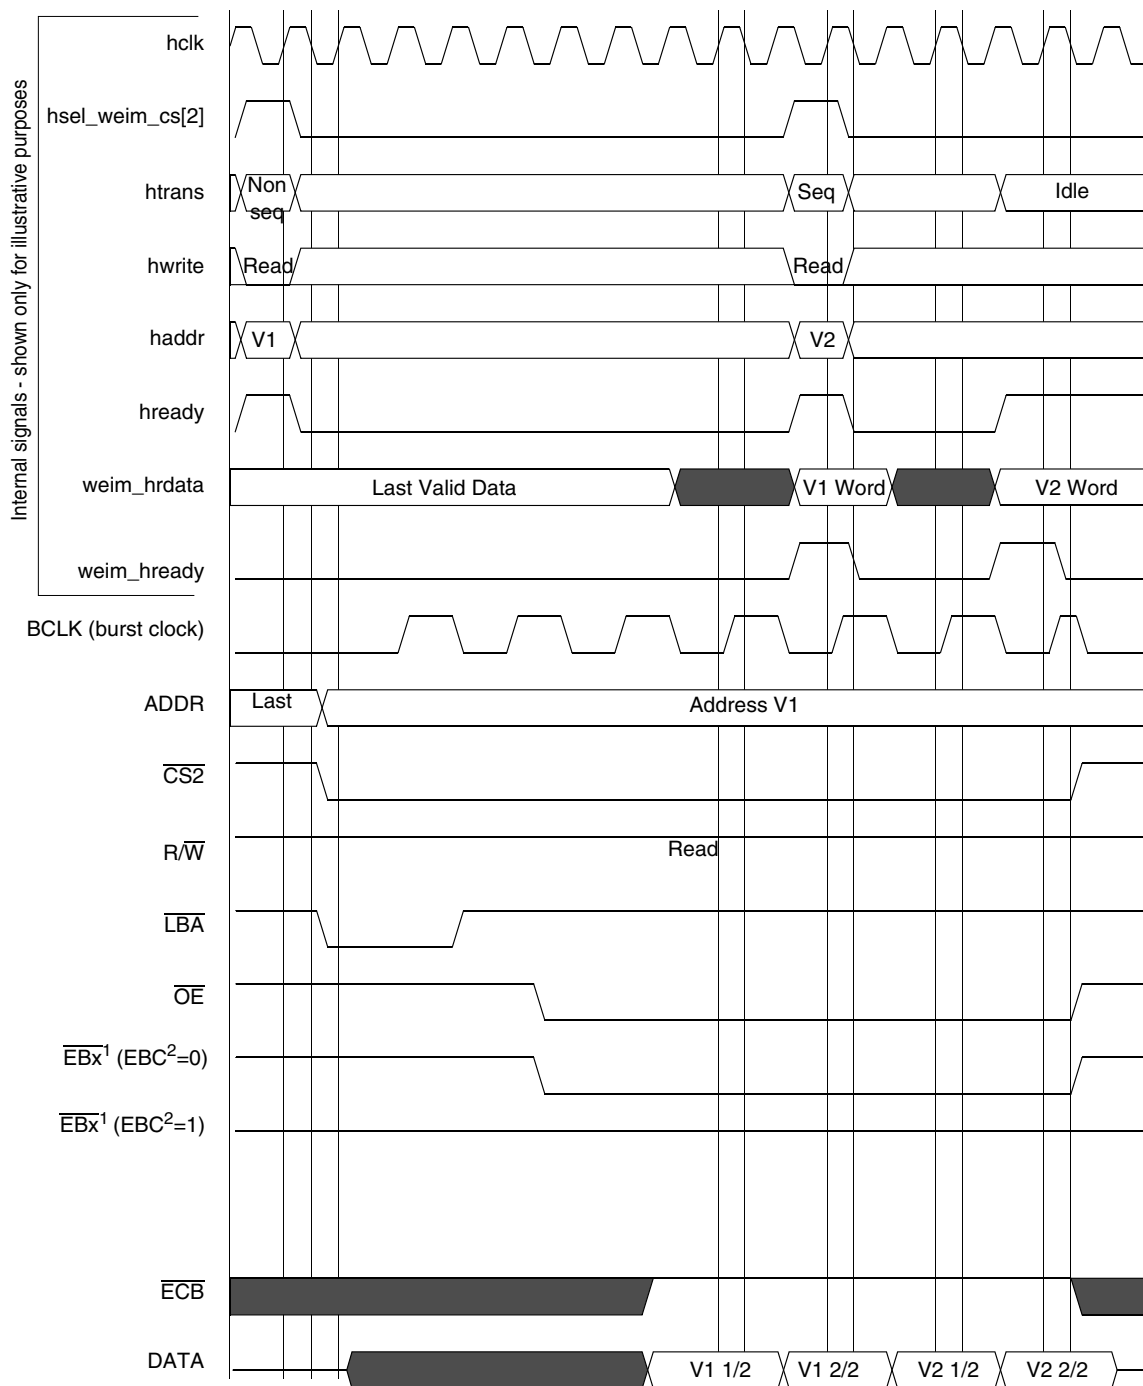 Internal signals - shown only for illustrative purposes
hclk
hsel_weim_cs[2]
htrans Non seq Seq Idle
hwrite Read Read
haddr V1 V2
hready
weim_hrdata Last Valid Data V1 Word V2 Word
weim_hready
BCLK (burst clock)
ADDR Last Address V1
CS2
R/W Read
LBA
OE
EBx1 (EBC2=0)
EBx1 (EBC2=1)
ECB
DATA V1 1/2 V1 2/2 V2 1/2 V2 2/2